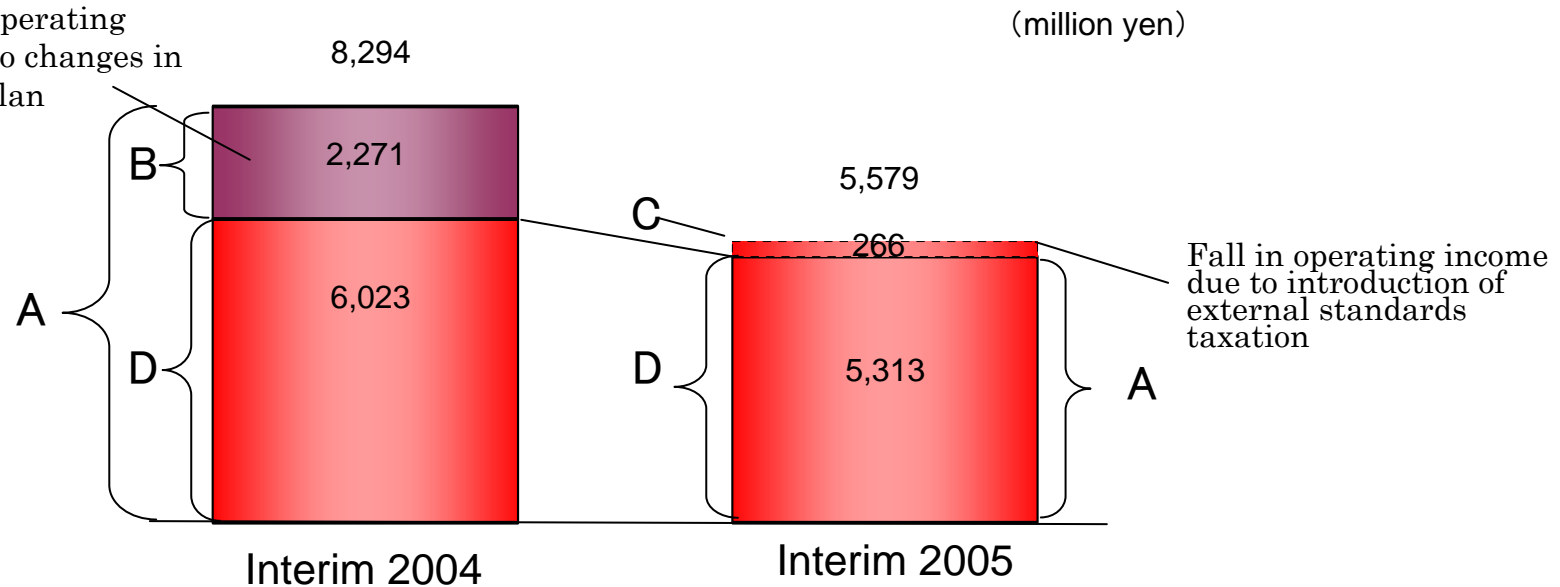 perating
o changes in
lan
(million yen)
8,294
B
2,271
A
6,023
D
5,579
C
266
D
5,313
A
Fall in operating income
due to introduction of
external standards
taxation
Interim 2004
Interim 2005